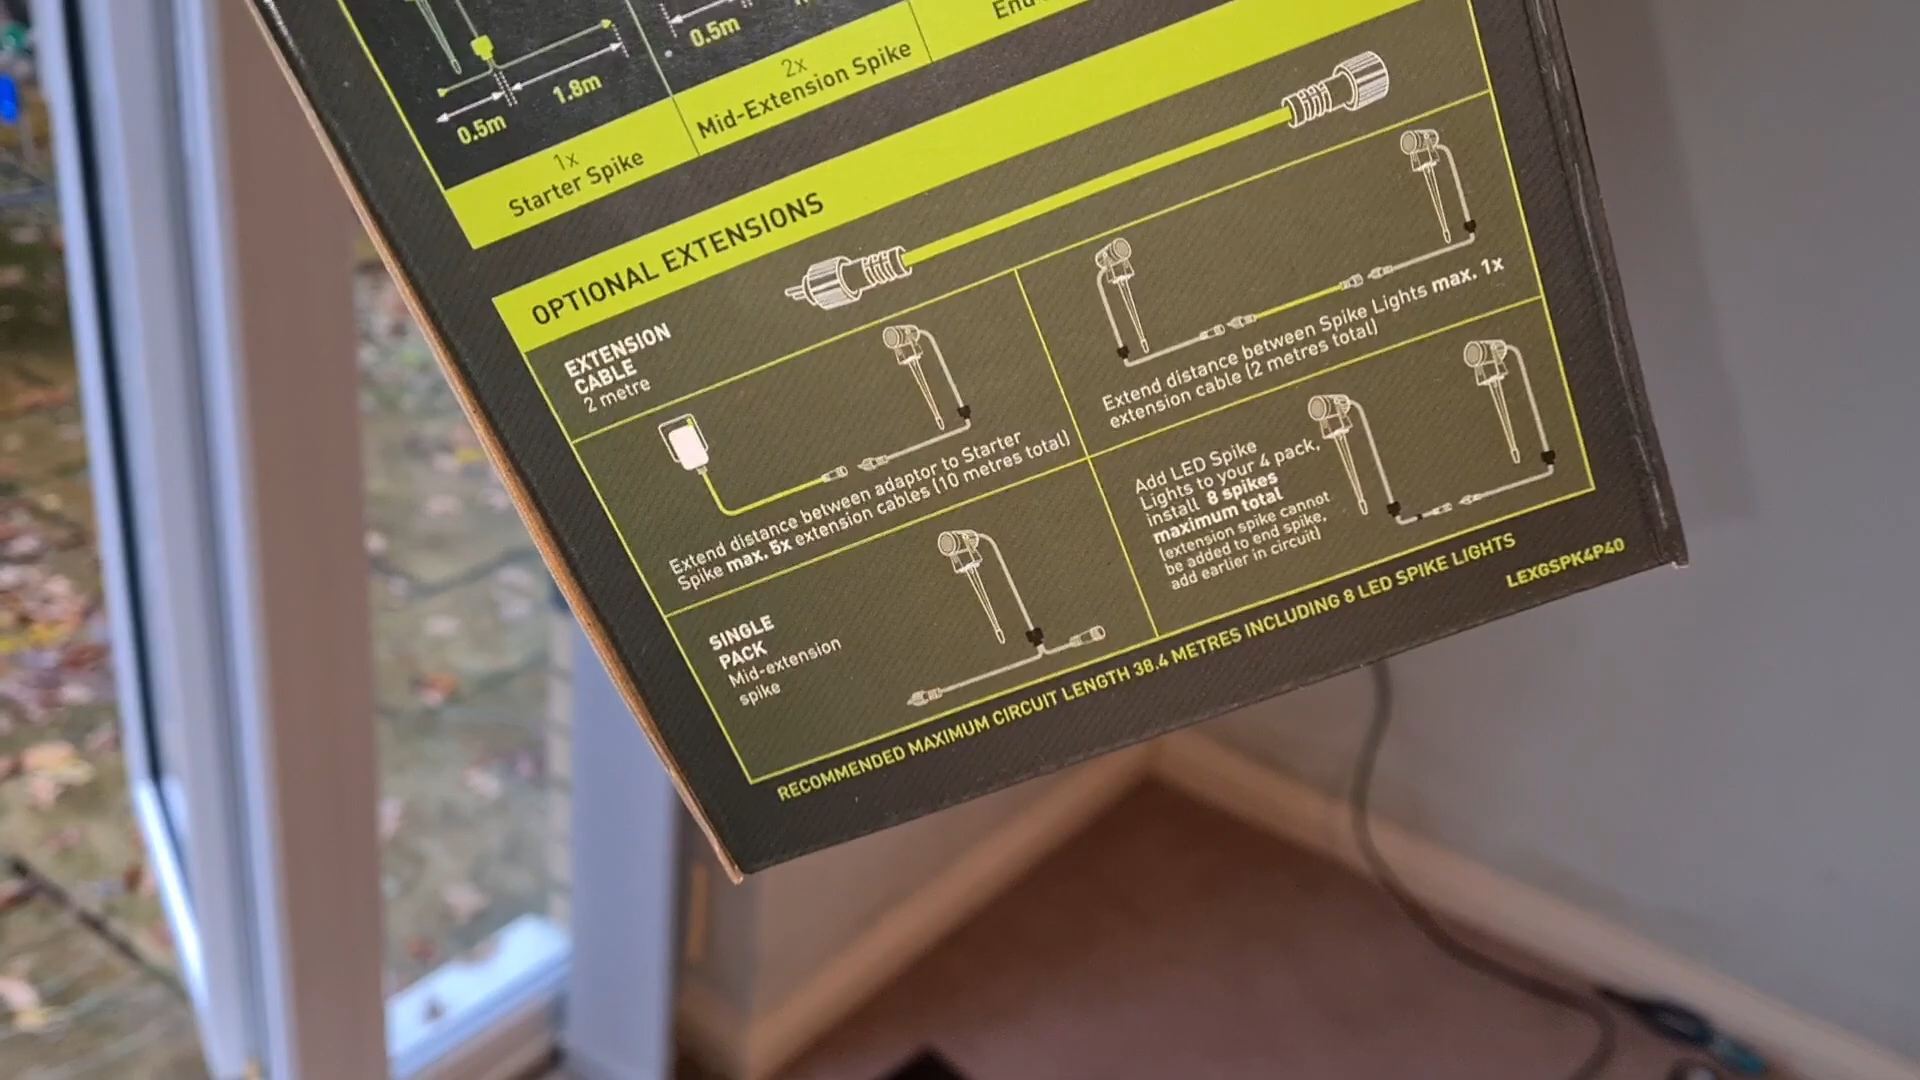 0.5m
1.8m
0.5m
1x
Starter Spike
2x
Mid-Extension Spike
OPTIONAL EXTENSIONS
EXTENSION
CABLE
2 metre
Extend distance between adaptor to Starter
Spike max. 5x extension cables (10 metres total)
Extend distance between Spike Lights max. 1x
extension cable (2 metres total)
SINGLE
PACK
Mid-extension
spike
Add LED Spike
Lights to your 4 pack,
install 8 spikes
maximum total
(extension spike cannot
be added to end spike,
add earlier in circuit)
RECOMMENDED MAXIMUM CIRCUIT LENGTH 38.4 METRES INCLUDING 8 LED SPIKE LIGHTS
LEXGSPK4P40